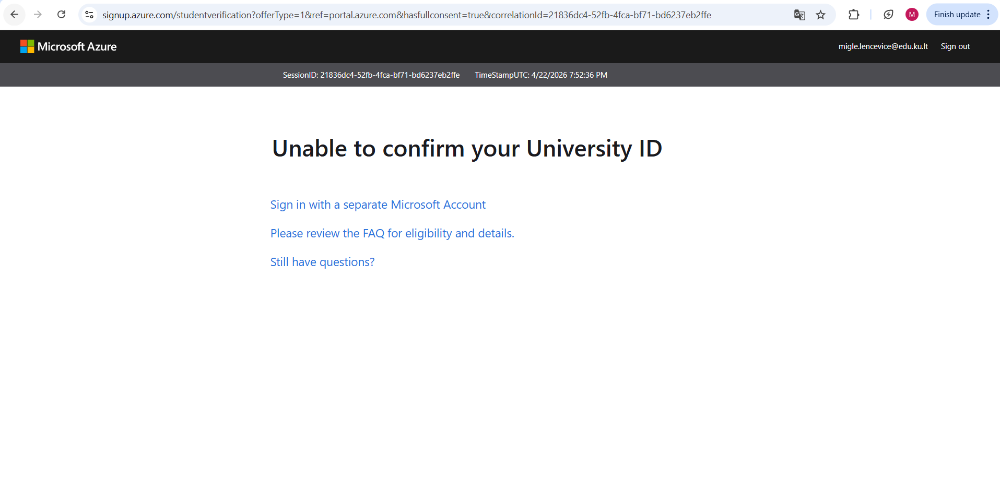 signup.azure.com/studentverification?offerType=1&ref=portal.azure.com&hasfullconsent=true&correlationId=21836dc4-52fb-4fca-bf71-bd6237eb2ffe
M
Finish update
Microsoft Azure
migle.lencevice@edu.ku.lt
Sign out
SessionID: 21836dc4-52fb-4fca-bf71-bd6237eb2ffe
TimeStampUTC: 4/22/2026 7:52:36 PM
Unable to confirm your University ID
Sign in with a separate Microsoft Account
Please review the FAQ for eligibility and details.
Still have questions?